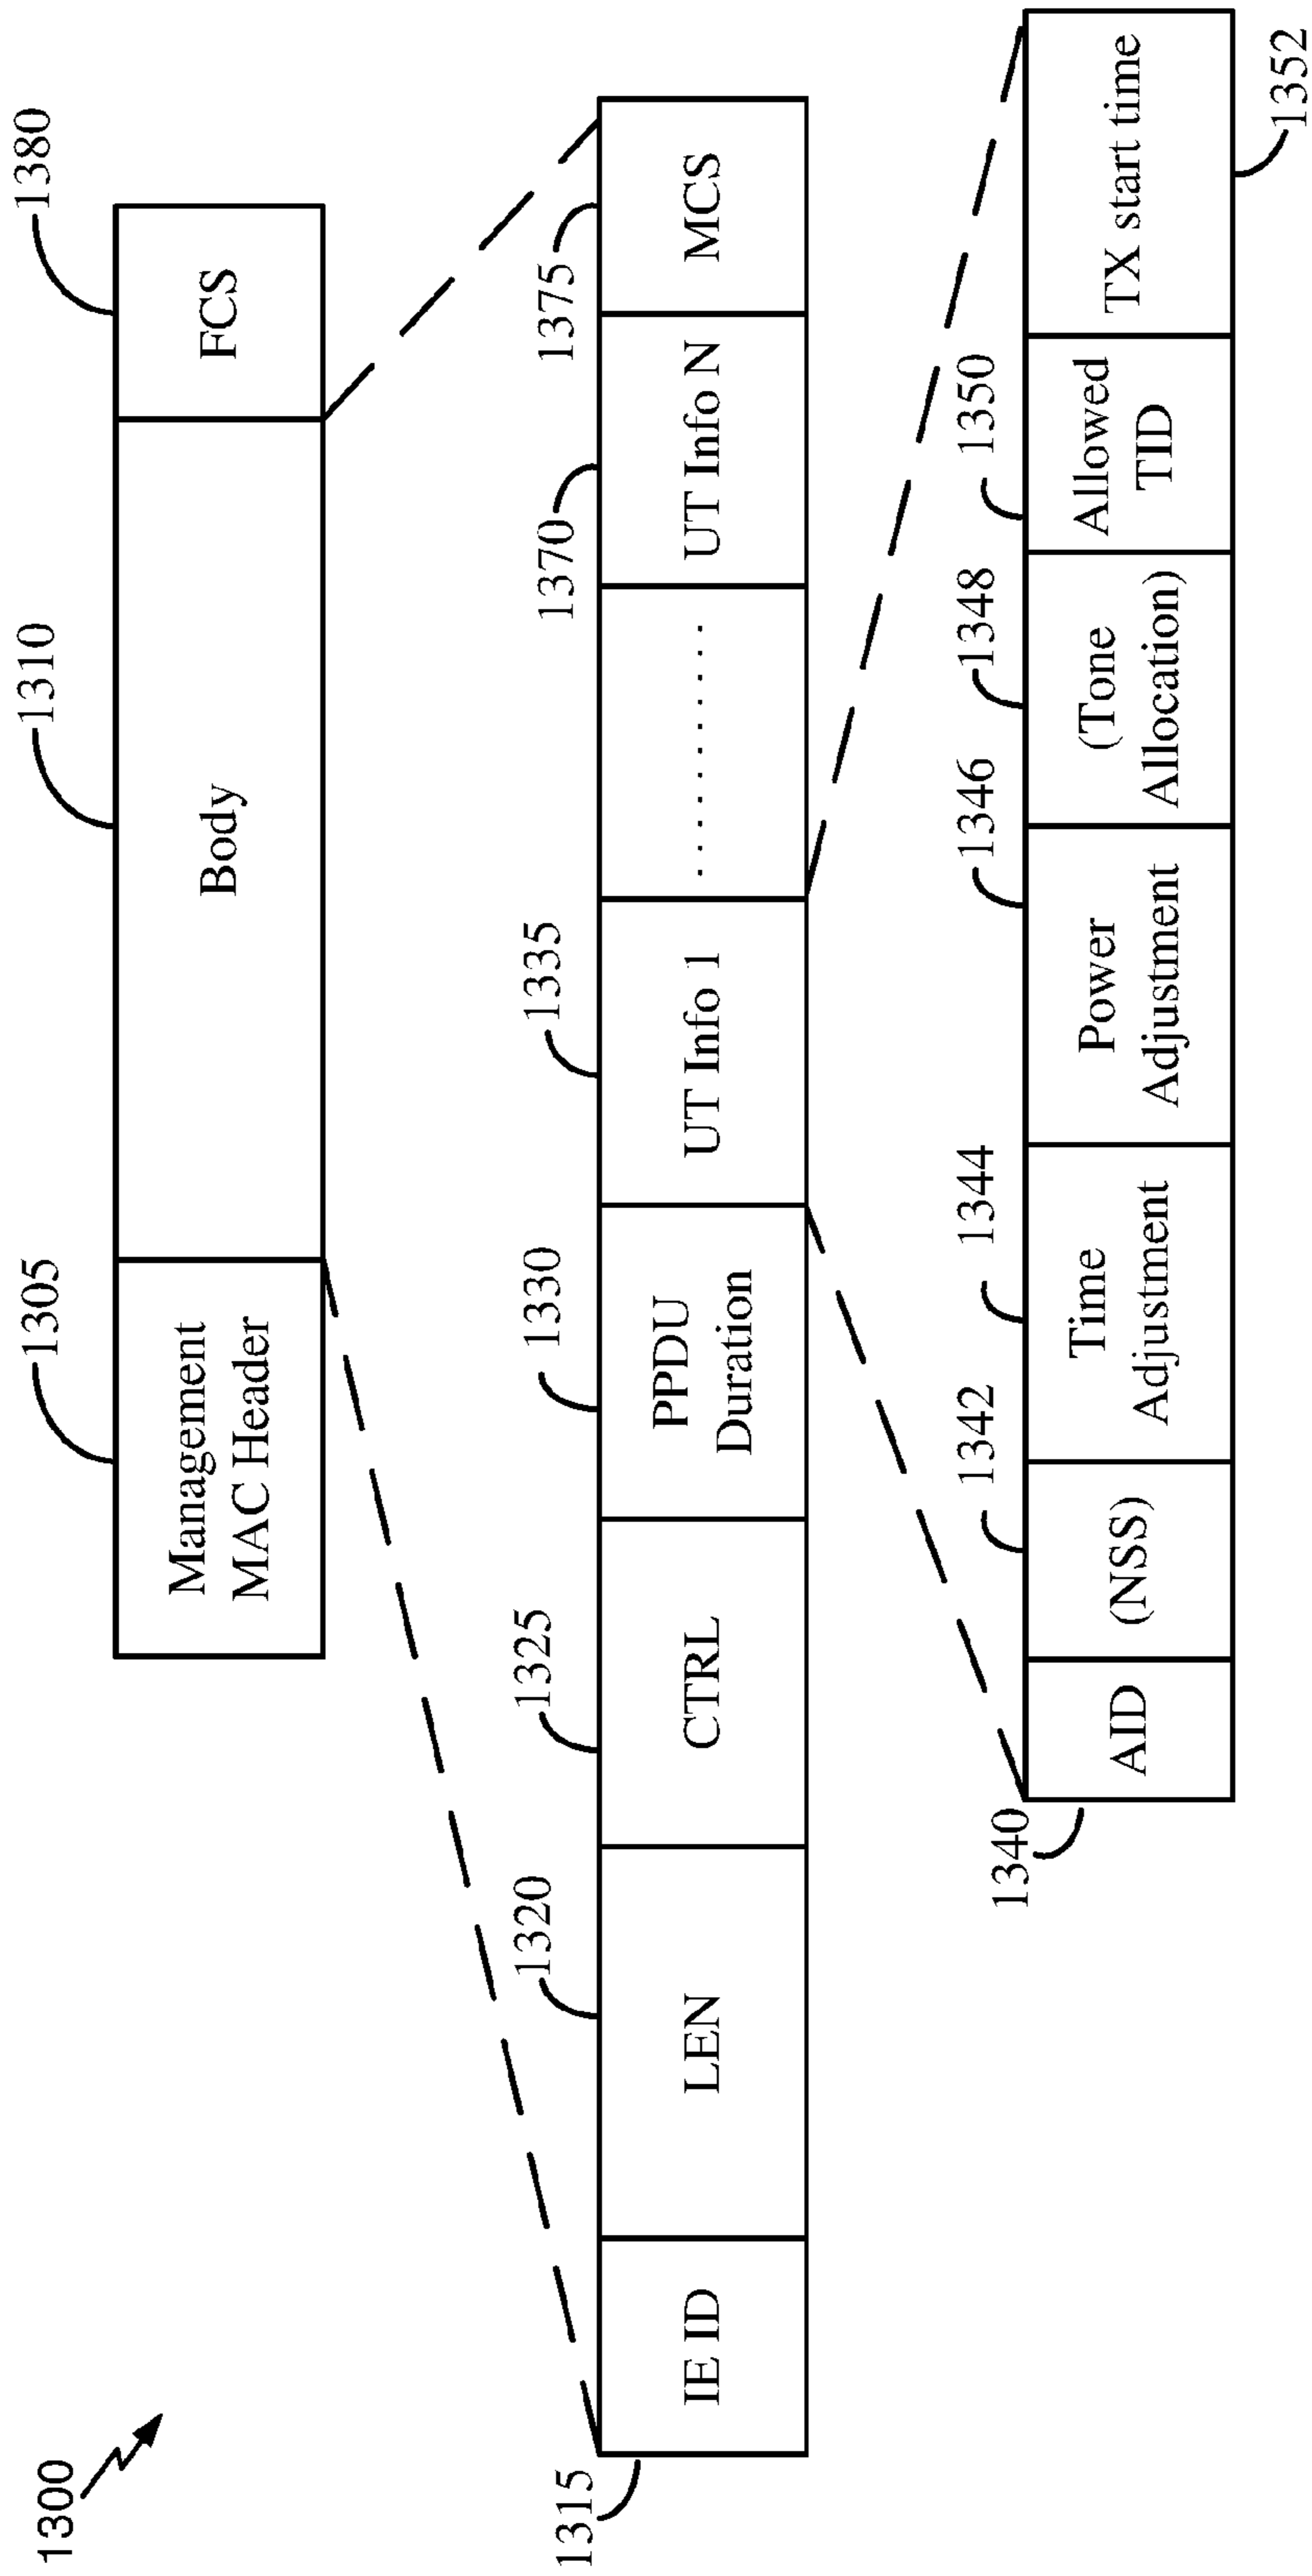 1300
1305
1310
1380
Management
MAC Header
Body
FCS
1315
1320
1325
1330
1335
1370
1375
IE ID
LEN
CTRL
PPDU
Duration
UT Info 1
..........
UT Info N
MCS
1340
1342
1344
1346
1348
1350
AID
(NSS)
Time
Adjustment
Power
Adjustment
(Tone
Allocation)
Allowed
TID
TX start time
1352